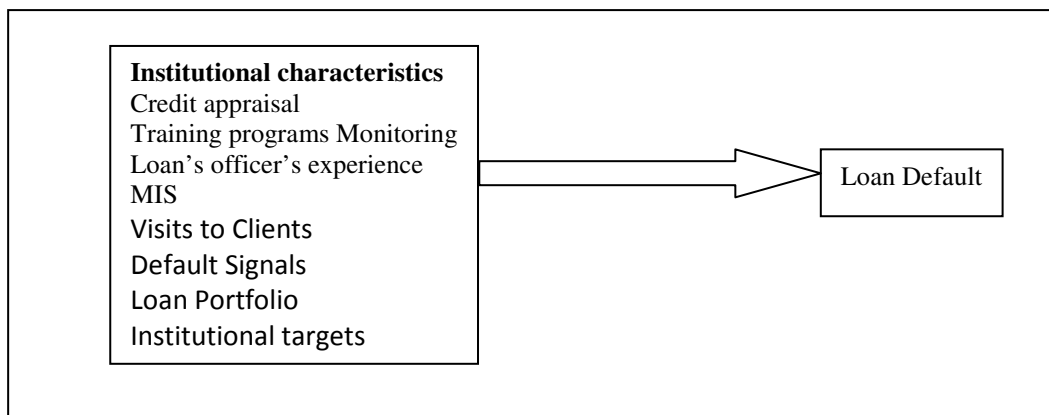 Institutional characteristics
Credit appraisal
Training programs Monitoring
Loan’s officer’s experience
MIS
Visits to Clients
Default Signals
Loan Portfolio
Institutional targets
Loan Default